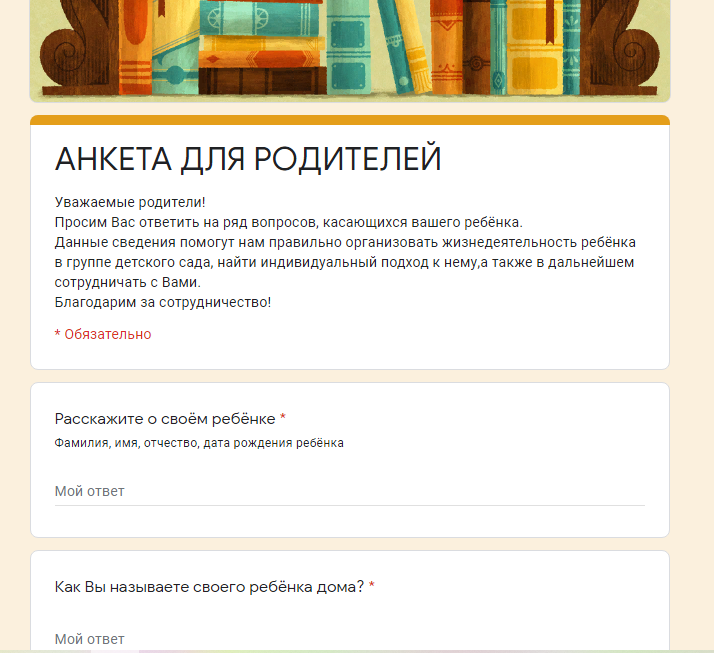 АНКЕТА ДЛЯ РОДИТЕЛЕЙ
Уважаемые родители!
Просим Вас ответить на ряд вопросов, касающихся вашего ребёнка.
Данные сведения помогут нам правильно организовать жизнедеятельность ребёнка
в группе детского сада, найти индивидуальный подход к нему,а также в дальнейшем
сотрудничать с Вами.
Благодарим за сотрудничество!
* Обязательно
Расскажите о своём ребёнке *
Фамилия, имя, отчество, дата рождения ребёнка
Мой ответ
Как Вы называете своего ребёнка дома? *
Мой ответ